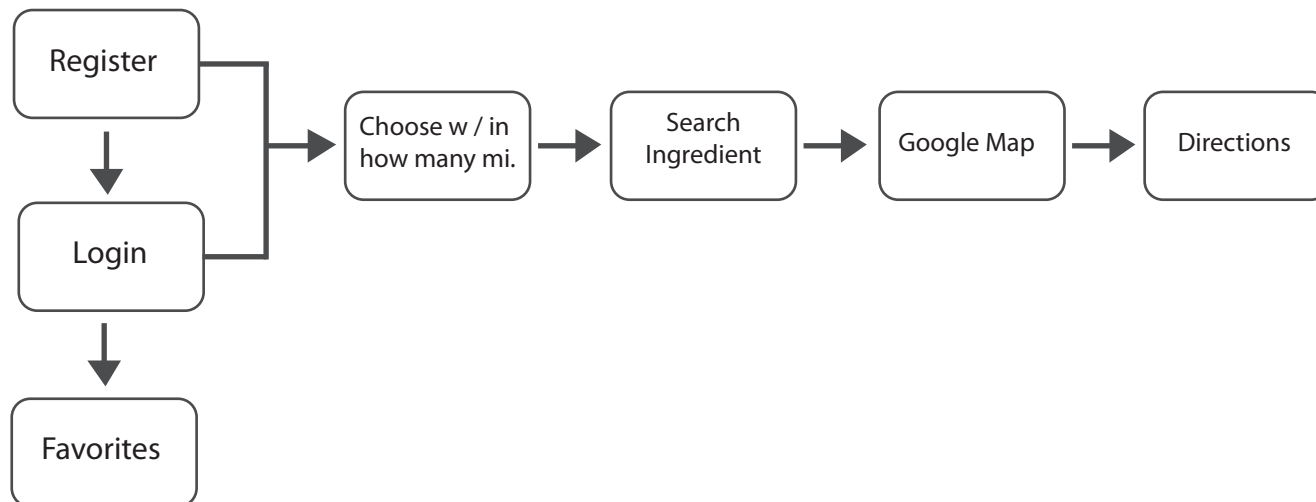 Register
Choose w / in
how many mi.
Search
Ingredient
Google Map
Directions
Login
Favorites